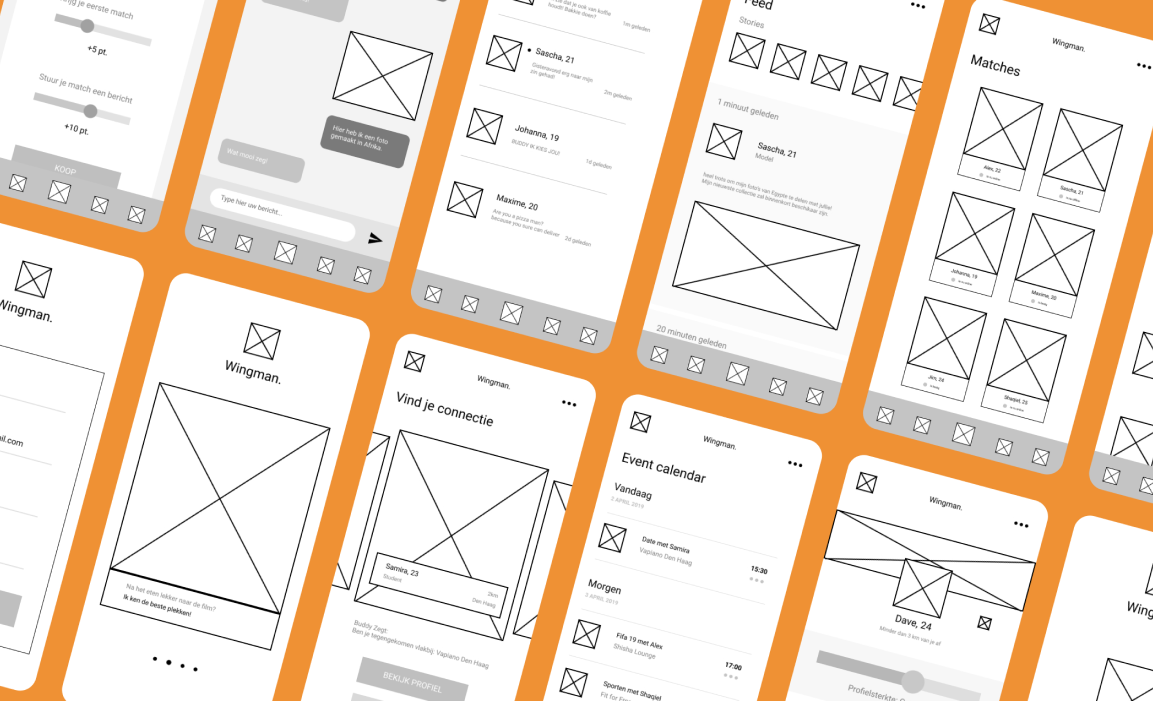 je eerste match
+5 pt.
Stuur je match een bericht
+10 pt.
KOOP
Hier heb ik een foto
gemaakt in Afrika.
Wat mooi zeg!
Type hier uw bericht...
dat je ook van koffie
houdt! Bakkie doen?
1m geleden
Sascha, 21
Gisteravond erg naar mijn
zin gehad!
2m geleden
Johanna, 19
BUDDY IK KIES JOU!
1d geleden
Maxime, 20
Are you a pizza man?
because you sure can deliver
2d geleden
Feed
Stories
1 minuut geleden
Sascha, 21
Model
heel trots om mijn foto's van Egypte te delen met jullie!
Mijn nieuwste collectie zal binnenkort beschikbaar zijn
20 minuten geleden
Wingman.
Matches
Alex, 22
Sascha, 21
Johanna, 19
Maxime, 20
Jim, 24
Shaqiel, 25
Wingman.
il.com
Wingman.
Na het eten lekker naar de film?
Ik ken de beste plekken!
Wingman.
Vind je connectie
Samira, 23
Student
2km
Den Haag
Buddy Zegt:
Ben je tegengekomen vlakbij: Vapiano Den Haag
BEKIJK PROFIEL
Wingman.
Event calendar
Vandaag
2 APRIL 2019
Date met Samira
Vapiano Den Haag
15:30
Morgen
3 APRIL 2019
Fifa 19 met Alex
Shisha Lounge
17:00
Sporten met Shaqiel
Fit for
Wingman.
Dave, 24
Minder dan 3 km van je af
Profielsterkte:
Wing